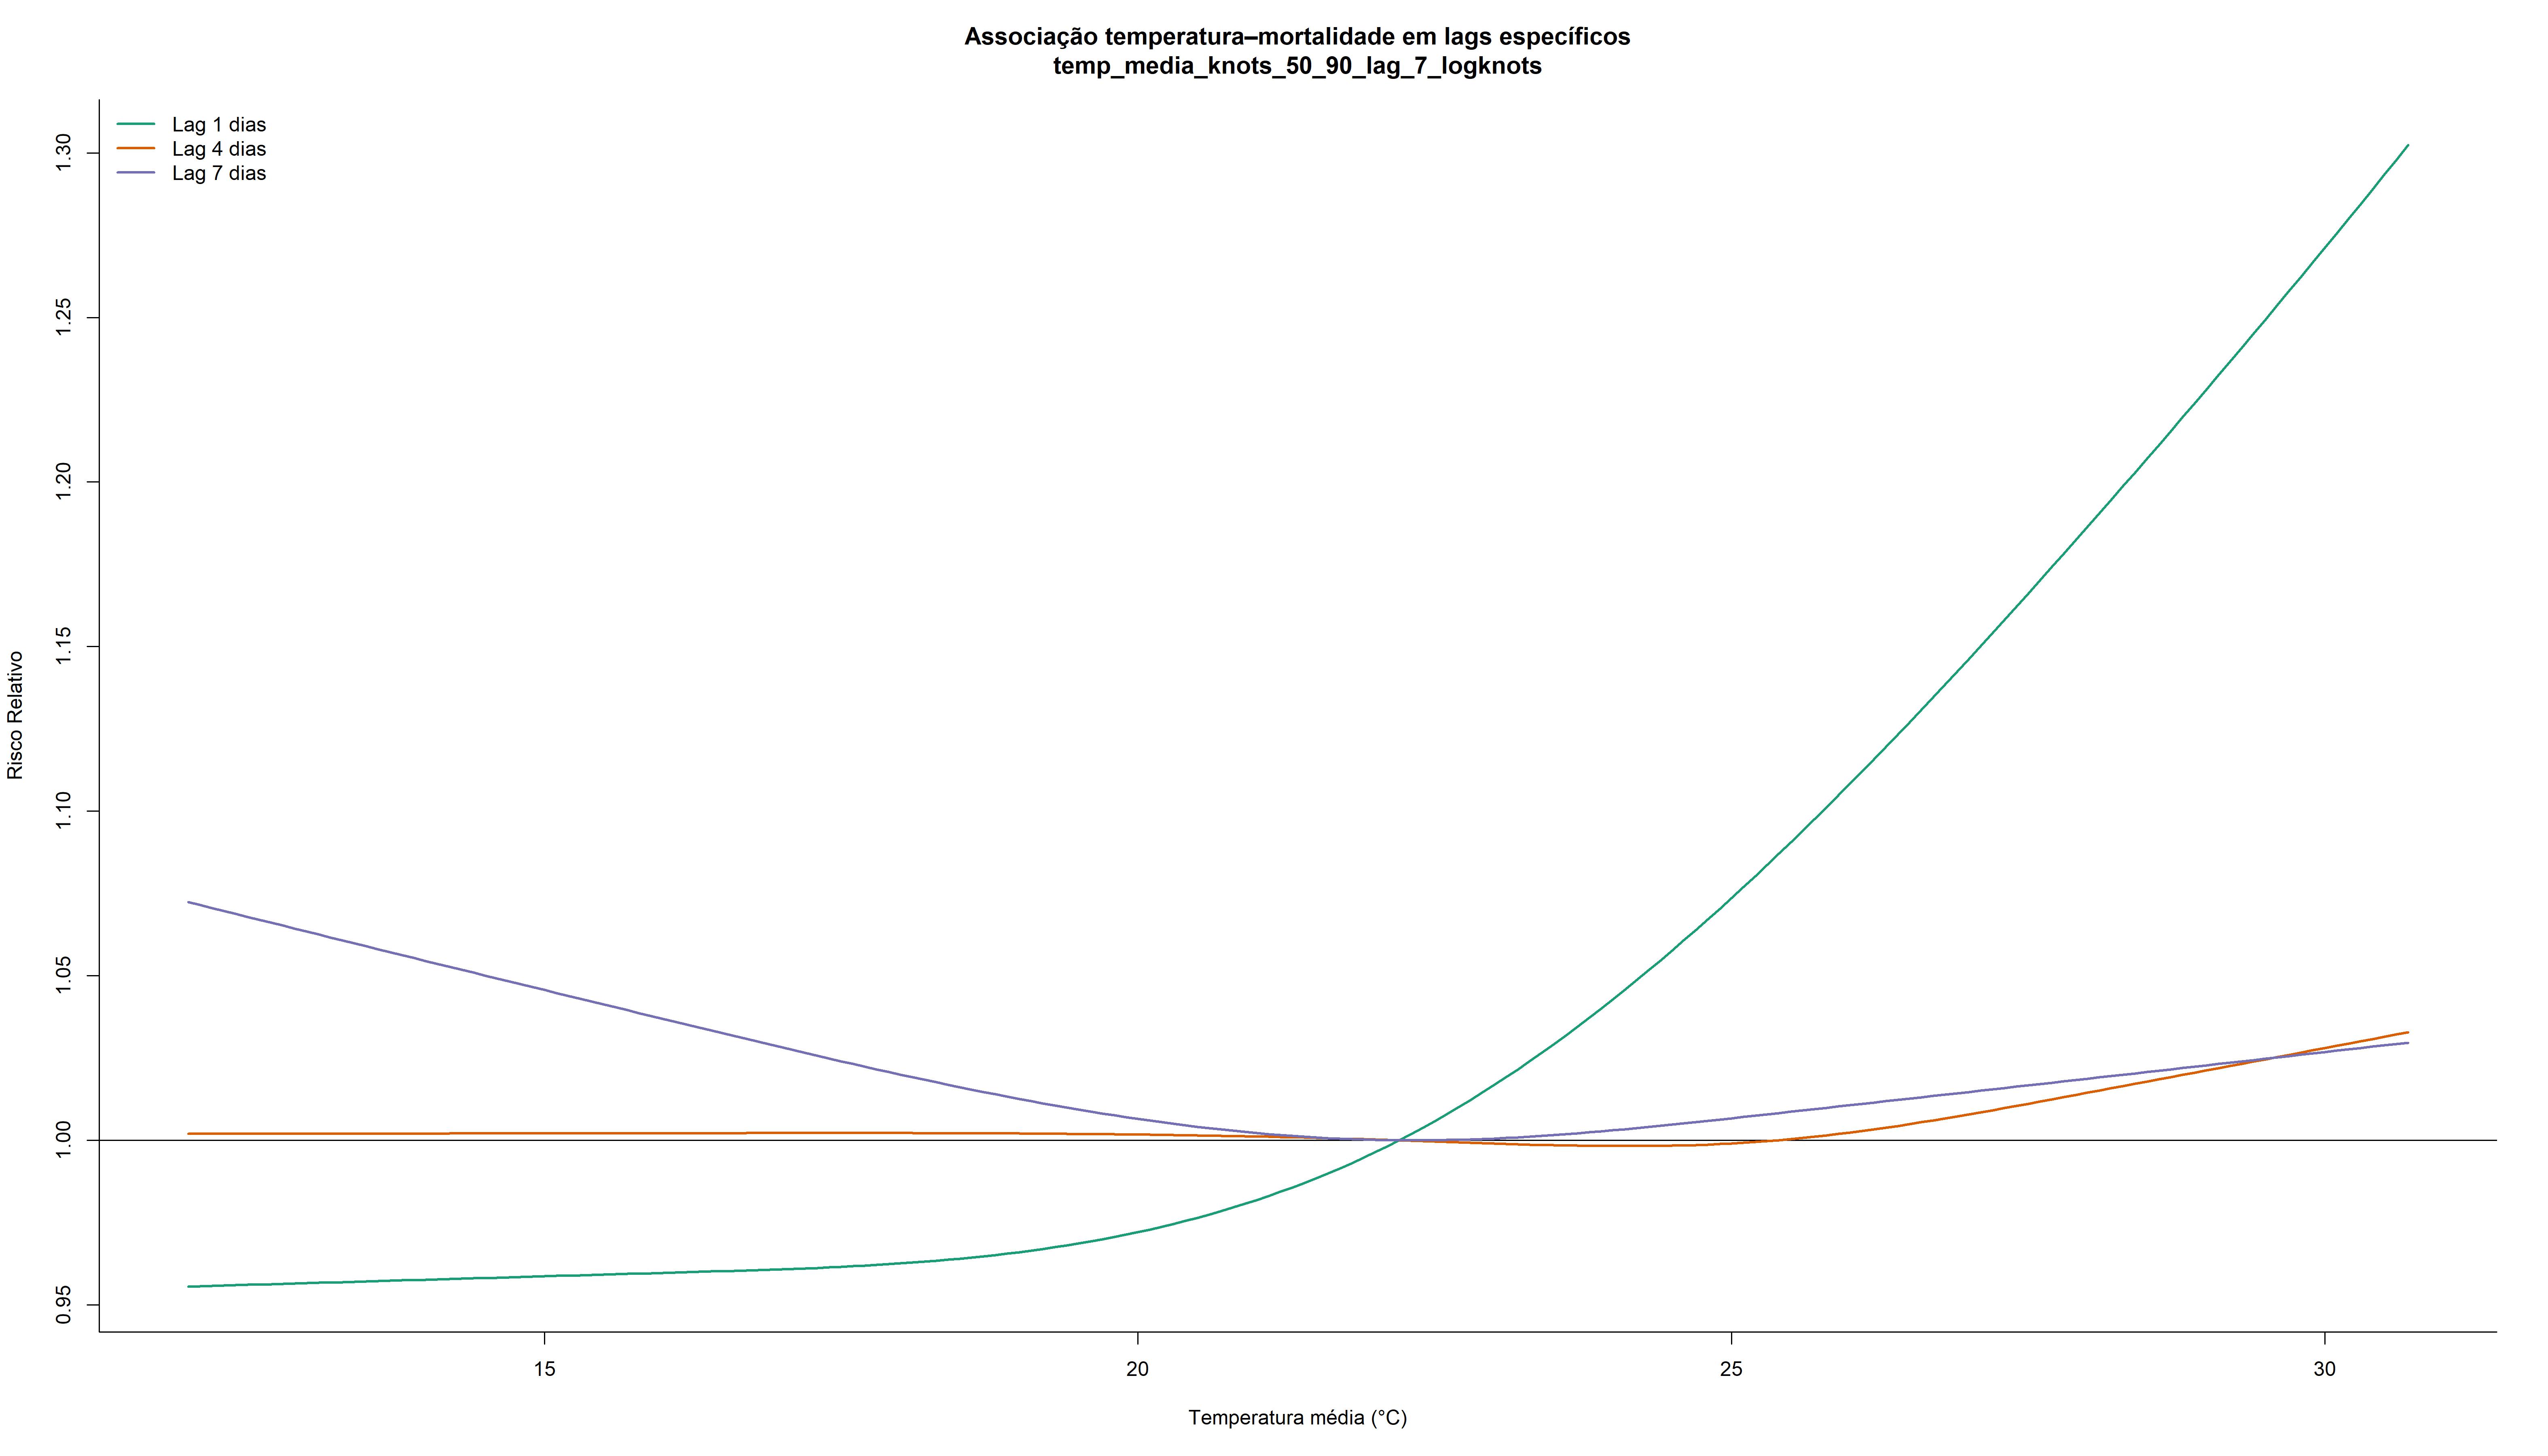 Associação temperatura–mortalidade em lags específicos
temp_media_knots_50_90_lag_7_logknots
Lag 1 dias
Lag 4 dias
Lag 7 dias
1.30
1.25
1.20
1.15
1.10
1.05
1.00
0.95
Risco Relativo
15 20 25 30
Temperatura média (°C)